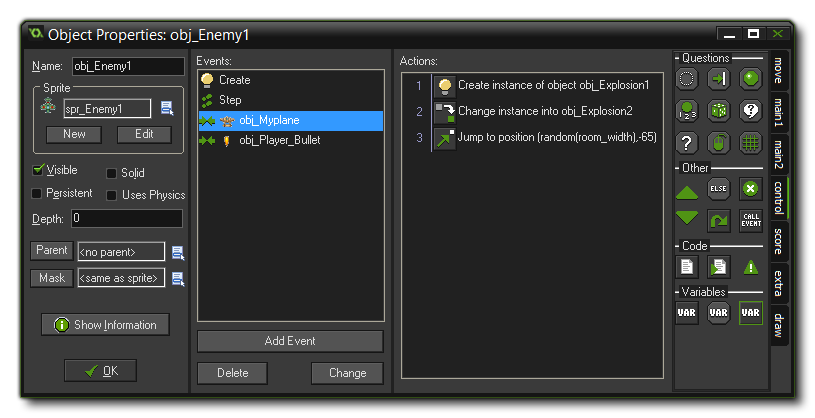 Object Properties: obj_Enemy1
Name: obj_Enemy1
Sprite
spr_Enemy1
New Edit
Visible Solid
Persistent Uses Physics
Depth: 0
Parent <no parent>
Mask <same as sprite>
Show Information
OK
Events:
Create
Step
obj_Myplane
obj_Player_Bullet
Add Event
Delete Change
Actions:
1 Create instance of object obj_Explosion1
2 Change instance into obj_Explosion2
3 Jump to position (random(room_width),-65)
Questions
1 2 3
?
?
Other
ELSE
CALL
EVENT
Code
Variables
VAR VAR VAR
move
main1
main2
control
score
extra
draw